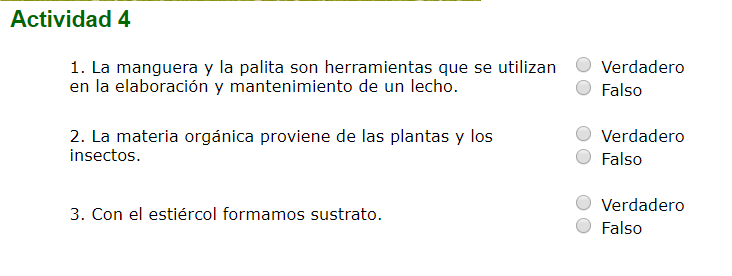 Actividad 4
1. La manguera y la palita son herramientas que se utilizan
en la elaboración y mantenimiento de un lecho.
Verdadero
Falso
2. La materia orgánica proviene de las plantas y los
insectos.
Verdadero
Falso
3. Con el estiércol formamos sustrato.
Verdadero
Falso